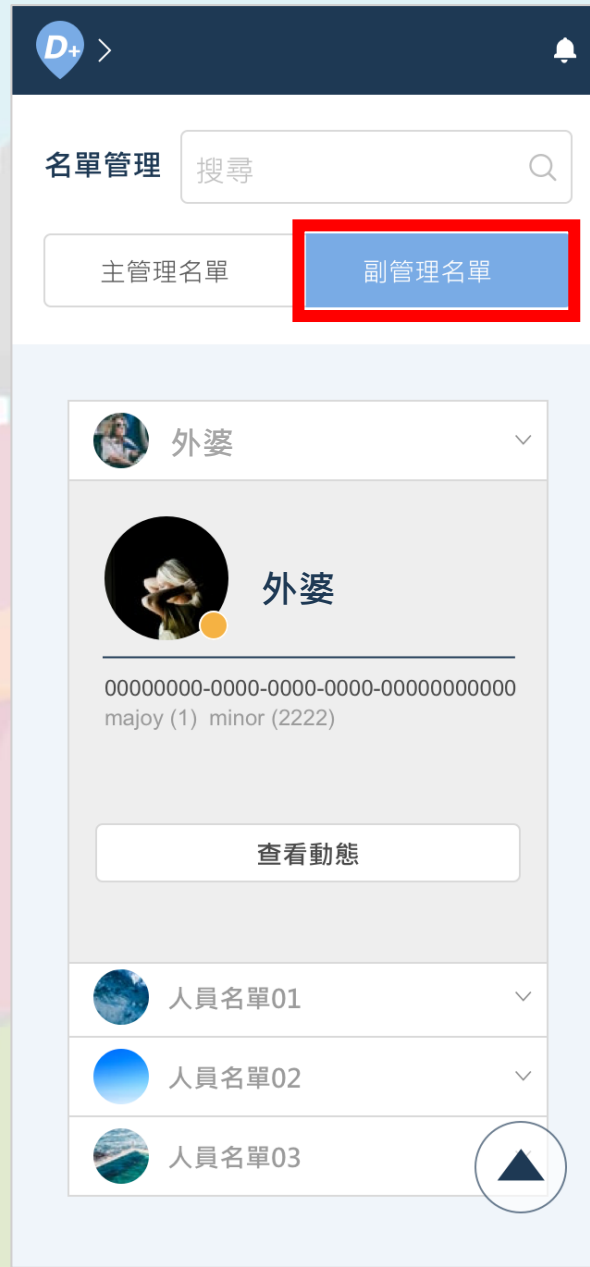 D+
名單管理
搜尋
主管理名單 副管理名單
外婆
外婆
00000000-0000-0000-0000-00000000000
majoy (1) minor (2222)
查看動態
人員名單01
人員名單02
人員名單03